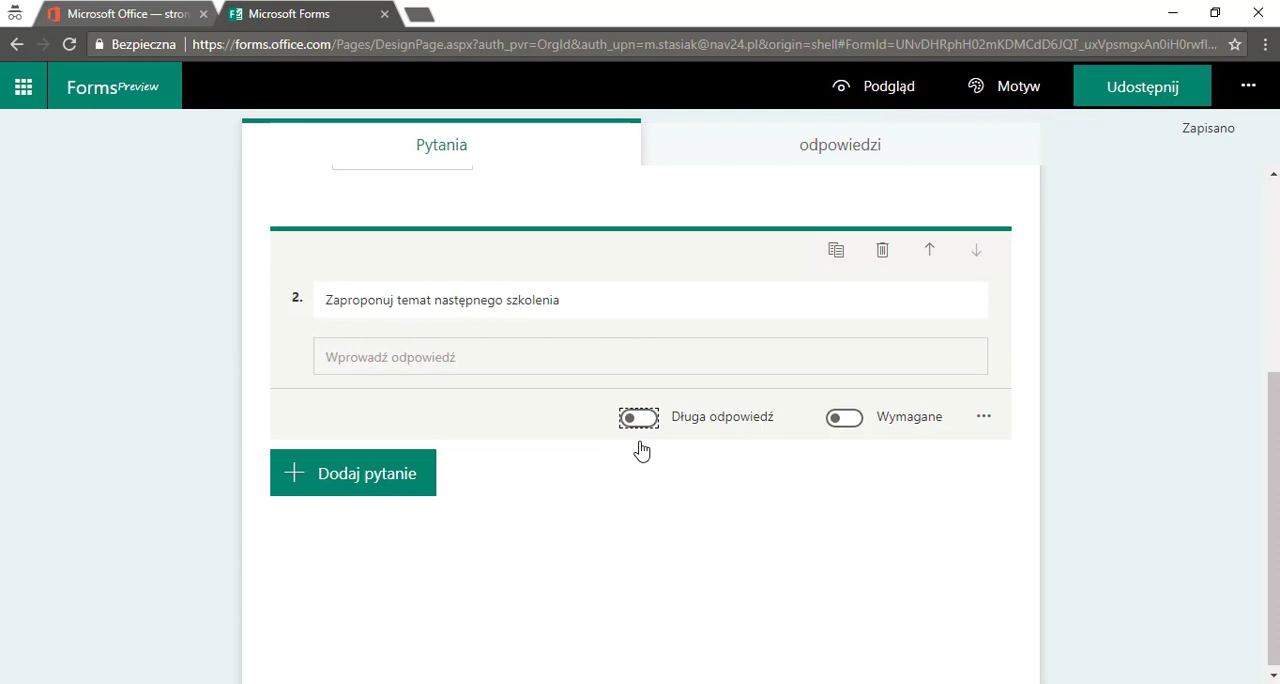 Microsoft Office — stron
Microsoft Forms
Bezpieczna
https://forms.office.com/Pages/DesignPage.aspx?auth_pvr=OrgId&auth_upn=m.stasiak@nav24.pl&origin=shell#FormId=UNvDHRphH02mKDMCdD6JQT_uxVpsmgxAn0iH0rwfl...
Forms Preview
Podgląd
Motyw
Udostępnij
Pytania
odpowiedzi
Zapisano
2. Zaproponuj temat następnego szkolenia
Wprowadź odpowiedź
Długa odpowiedź
Wymagane
Dodaj pytanie